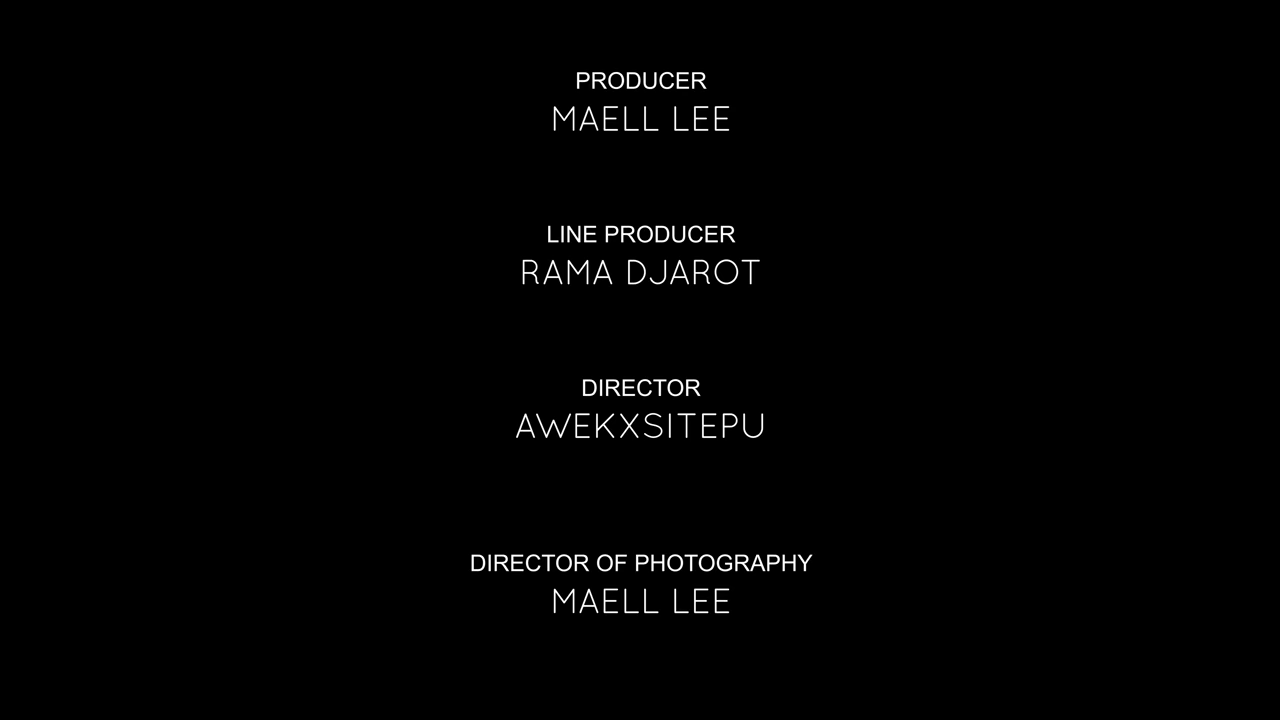 PRODUCER
MAELL LEE
LINE PRODUCER
RAMA DJAROT
DIRECTOR
AWEKXSITEPU
DIRECTOR OF PHOTOGRAPHY
MAELL LEE